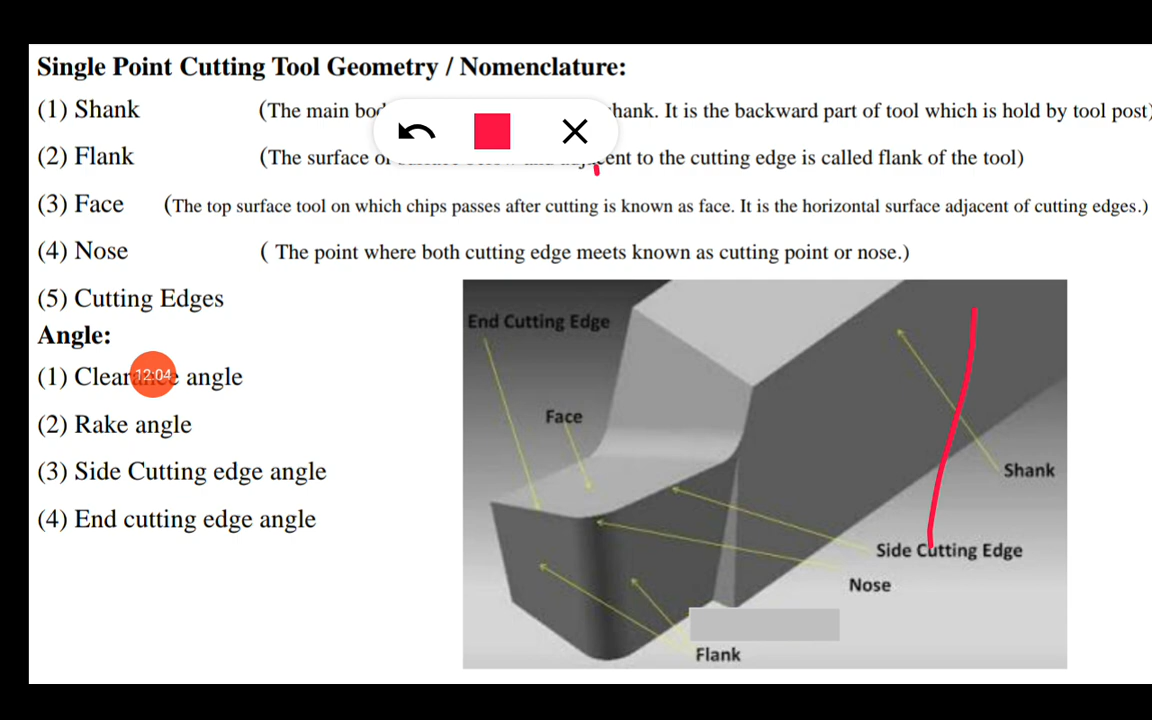 Single Point Cutting Tool Geometry / Nomenclature:
(1) Shank (The main hank. It is the backward part of tool which is hold by tool post)
(2) Flank (The surface to the cutting edge is called flank of the tool)
(3) Face (The top surface tool on which chips passes after cutting is known as face. It is the horizontal surface adjacent of cutting edges.)
(4) Nose ( The point where both cutting edge meets known as cutting point or nose.)
(5) Cutting Edges
Angle:
(1) angle
12:04
(2) Rake angle
(3) Side Cutting edge angle
(4) End cutting edge angle
End Cutting Edge
Face
Shank
Side Cutting Edge
Nose
Flank